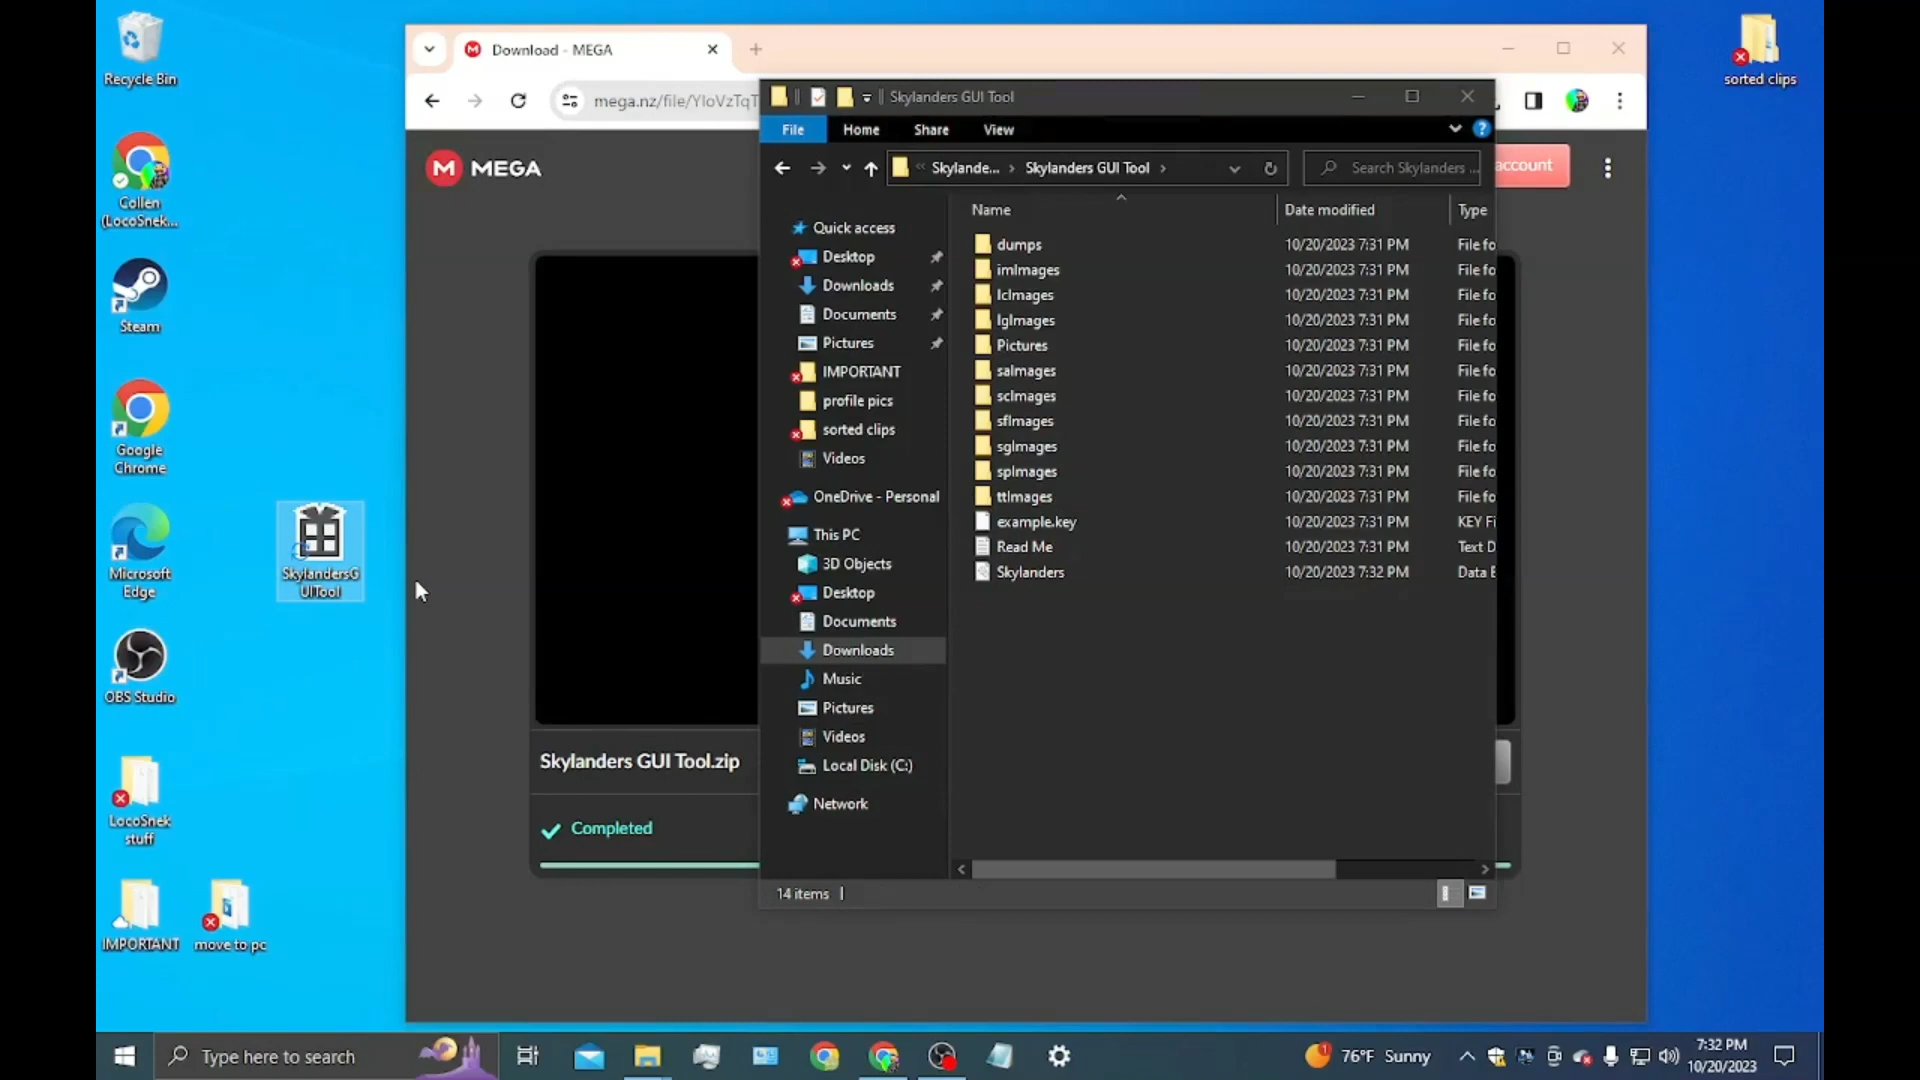 Recycle Bin
Collen
(LocoSnek...
Steam
Google
Chrome
Microsoft
Edge
SkylandersG
UITool
OBS Studio
LocoSnek
stuff
IMPORTANT
move to pc
sorted clips
Download - MEGA
mega.nz/file/YIoVzTqT
MEGA
account
Skylanders GUI Tool.zip
Completed
Skylanders GUI Tool
File
Home
Share
View
Skylande...
Skylanders GUI Tool
Search Skylanders ...
Quick access
Desktop
Downloads
Documents
Pictures
IMPORTANT
profile pics
sorted clips
Videos
OneDrive - Personal
This PC
3D Objects
Desktop
Documents
Downloads
Music
Pictures
Videos
Local Disk (C:)
Network
Name Date modified Type
dumps 10/20/2023 7:31 PM File fo
imImages 10/20/2023 7:31 PM File fo
lcImages 10/20/2023 7:31 PM File fo
lgImages 10/20/2023 7:31 PM File fo
Pictures 10/20/2023 7:31 PM File fo
saImages 10/20/2023 7:31 PM File fo
scImages 10/20/2023 7:31 PM File fo
sfImages 10/20/2023 7:31 PM File fo
sgImages 10/20/2023 7:31 PM File fo
spImages 10/20/2023 7:31 PM File fo
ttImages 10/20/2023 7:31 PM File fo
example.key 10/20/2023 7:31 PM KEY Fi
Read Me 10/20/2023 7:31 PM Text D
Skylanders 10/20/2023 7:32 PM Data B
14 items
Type here to search
1
76°F Sunny
7:32 PM
10/20/2023